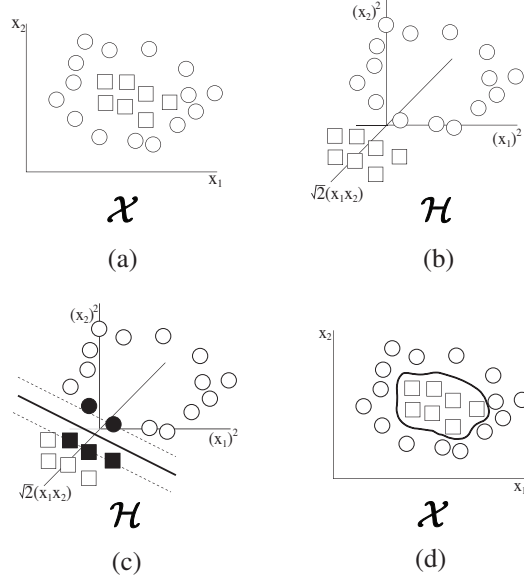 x₂
x₁
𝒳
(a)
(x₂)²
(x₁)²
√2(x₁x₂)
ℋ
(b)
(x₂)²
(x₁)²
√2(x₁x₂)
ℋ
(c)
x₂
x₁
𝒳
(d)